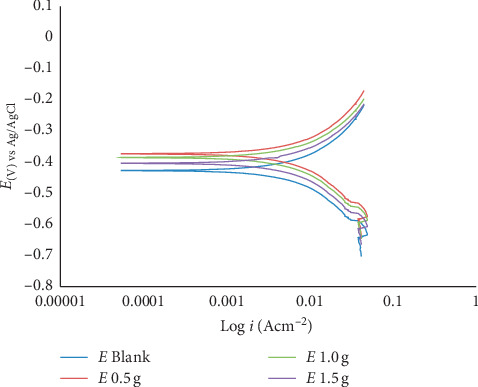 0.1
0
–0.1
–0.2
–0.3
–0.4
–0.5
–0.6
–0.7
–0.8
E(V) vs Ag/AgCl
0.00001 0.0001 0.001 0.01 0.1 1
Log i (Acm⁻²)
E Blank E 1.0 g
E 0.5 g E 1.5 g